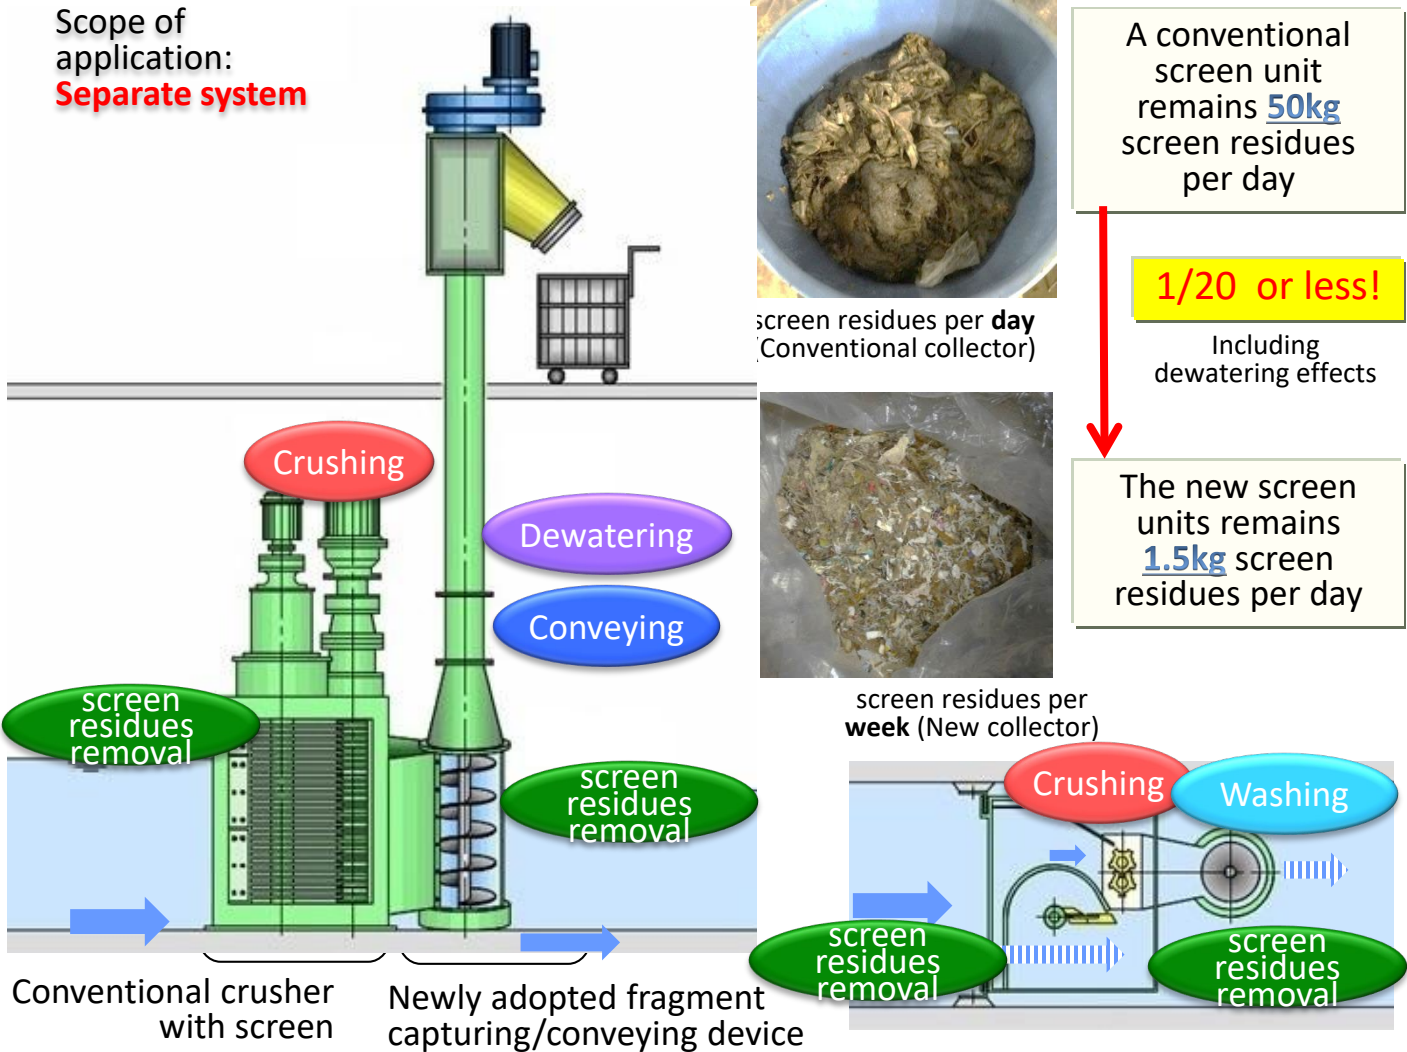 Scope of
application:
Separate system
A conventional
screen unit
remains 50kg
screen residues
per day
1/20 or less!
Including
dewatering effects
screen residues per day
(Conventional collector)
Crushing
Dewatering
Conveying
The new screen
units remains
1.5kg screen
residues per day
screen residues per
week (New collector)
screen
residues
removal
screen
residues
removal
Crushing
Washing
screen
residues
removal
screen
residues
removal
Conventional crusher
with screen
Newly adopted fragment
capturing/conveying device